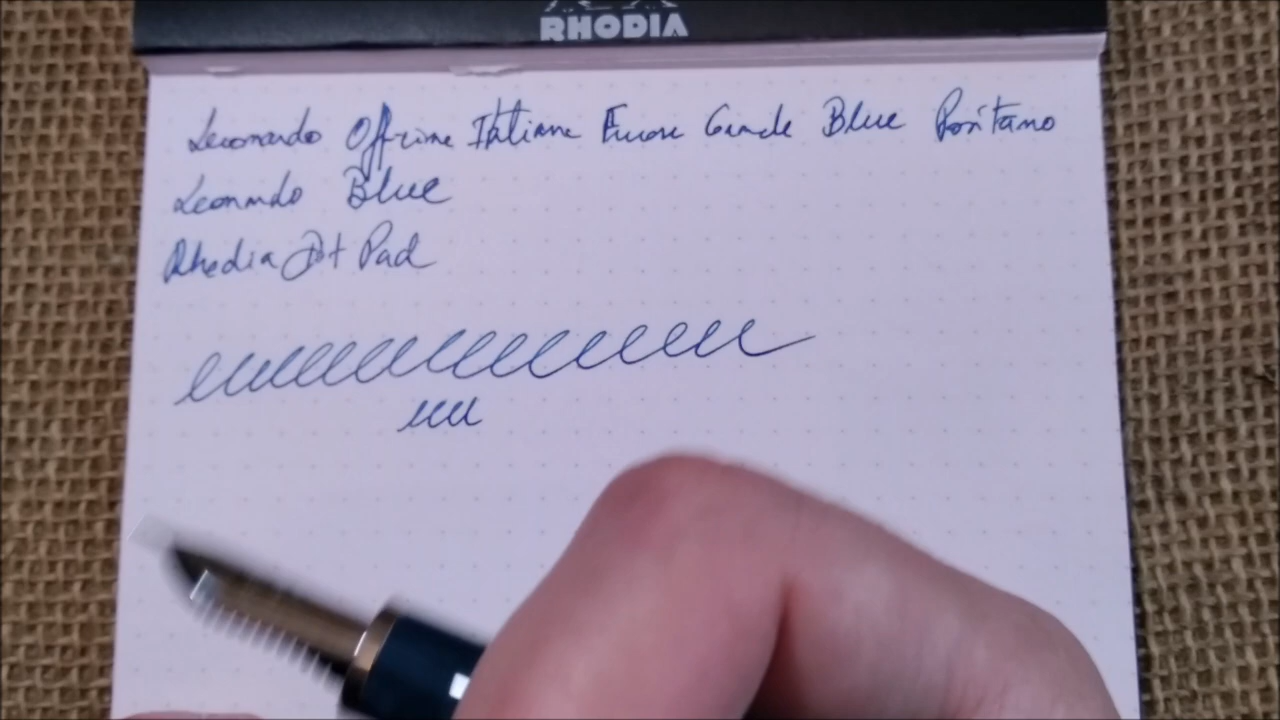 RHODIA
Leonardo Officina Italiana Furore Grande Blue Positano
Leonardo Blue
Rhodia Dot Pad